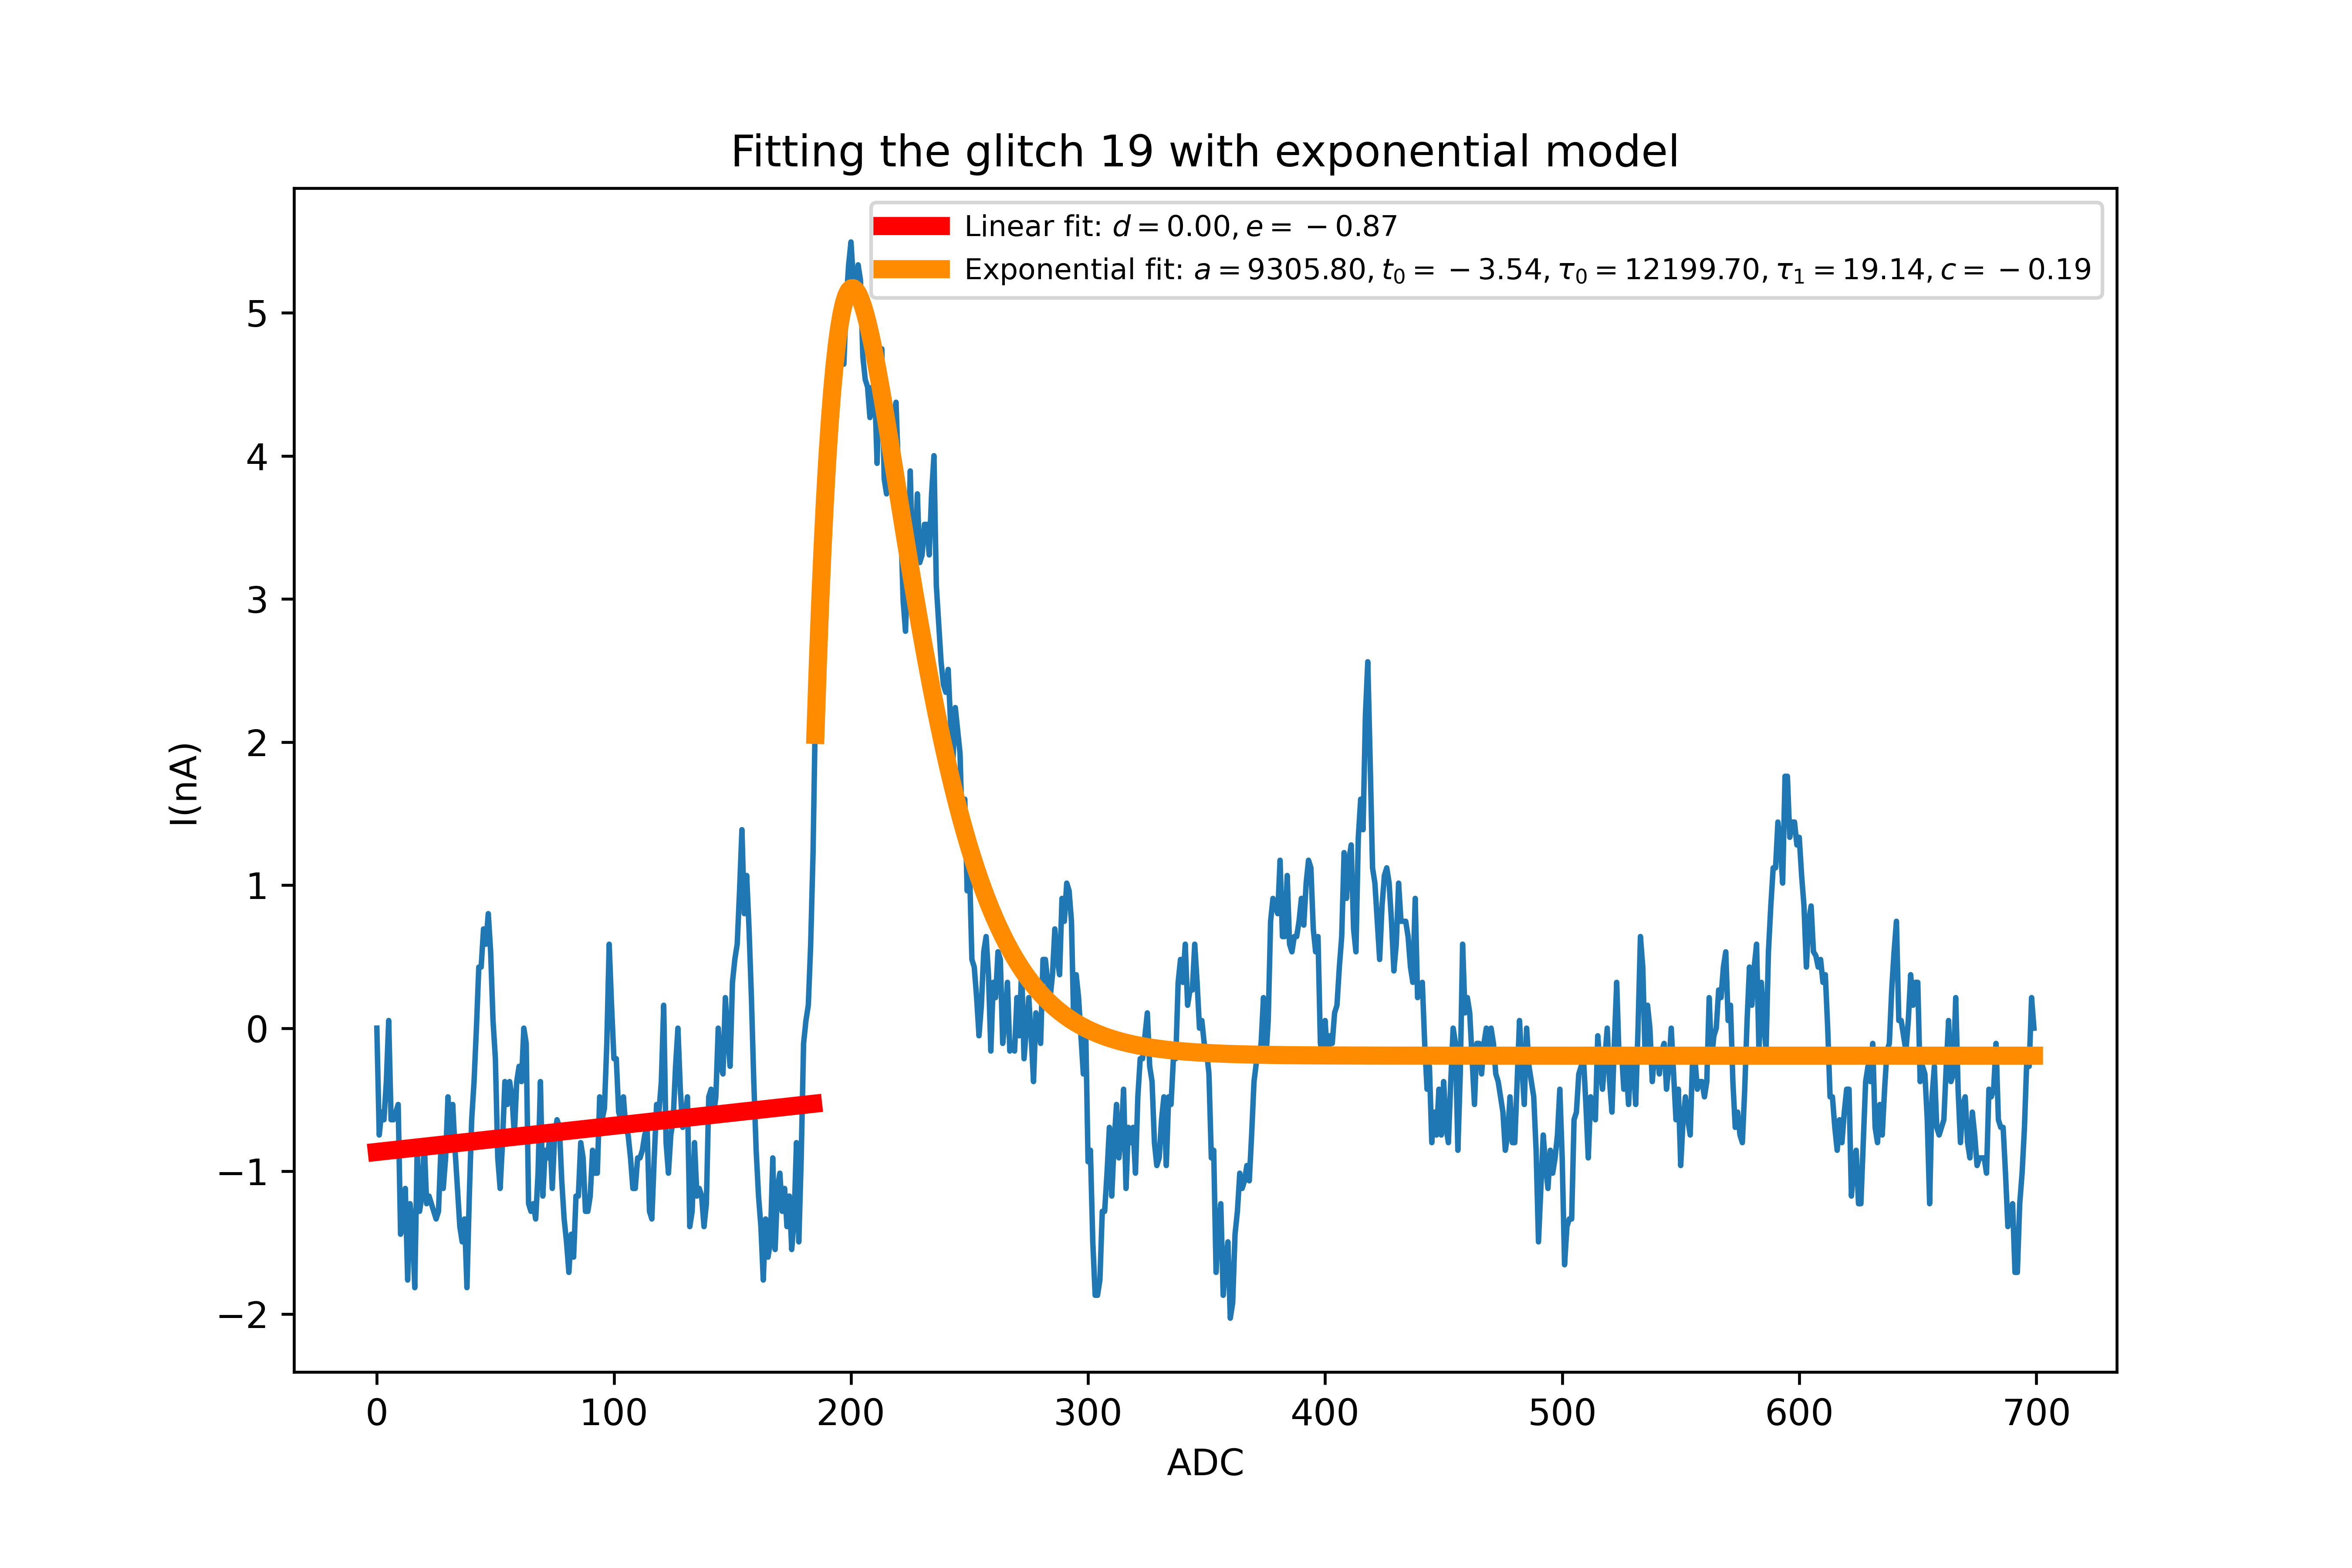 Fitting the glitch 19 with exponential model
Linear fit: d = 0.00, e = −0.87
Exponential fit: a = 9305.80, t₀ = −3.54, τ₀ = 12199.70, τ₁ = 19.14, c = −0.19
5
4
3
2
1
0
−1
−2
I(nA)
0 100 200 300 400 500 600 700
ADC